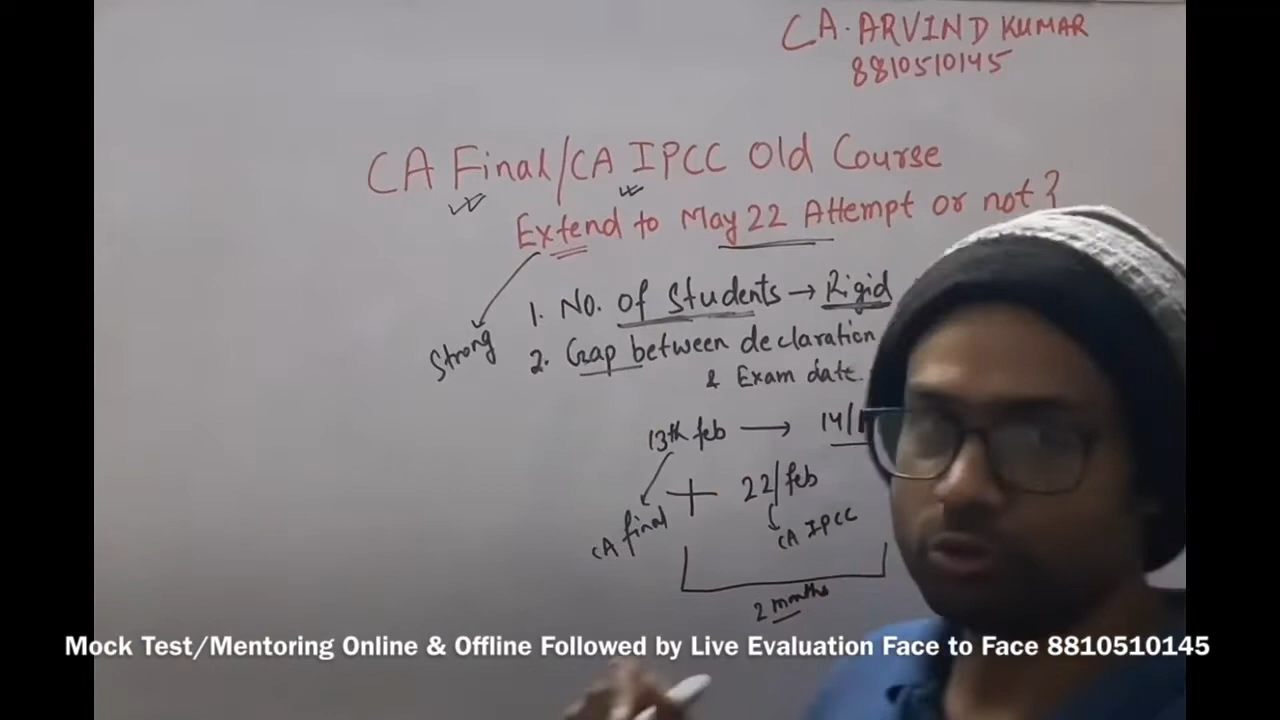 CA. ARVIND KUMAR
8810510145
CA Final/CA IPCC Old Course
Extend to May 22 Attempt or not?
1. No. of Students → Rigid
Strong
2. Gap between declaration
& Exam date.
13th feb → 14/1
+ 22/feb
CA final
CA IPCC
2 months
Mock Test/Mentoring Online & Offline Followed by Live Evaluation Face to Face 8810510145